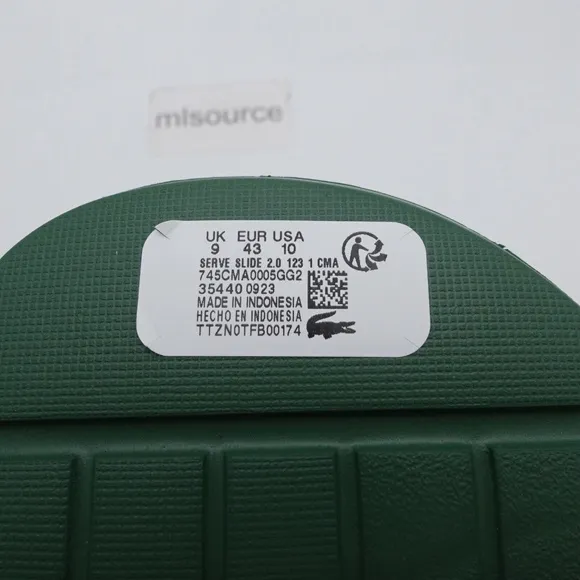 mlsource
UK EUR USA
9 43 10
SERVE SLIDE 2.0 123 1 CMA
745CMA0005GG2
35440 0923
MADE IN INDONESIA
HECHO EN INDONESIA
TTZN0TFB00174